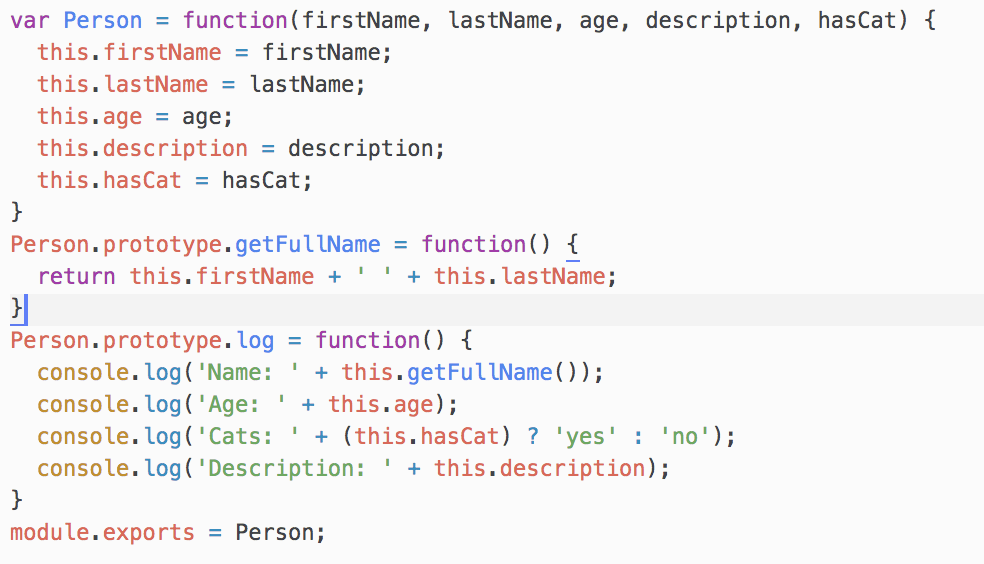 var Person = function(firstName, lastName, age, description, hasCat) {
  this.firstName = firstName;
  this.lastName = lastName;
  this.age = age;
  this.description = description;
  this.hasCat = hasCat;
}
Person.prototype.getFullName = function() {
  return this.firstName + ' ' + this.lastName;
}
Person.prototype.log = function() {
  console.log('Name: ' + this.getFullName());
  console.log('Age: ' + this.age);
  console.log('Cats: ' + (this.hasCat) ? 'yes' : 'no');
  console.log('Description: ' + this.description);
}
module.exports = Person;